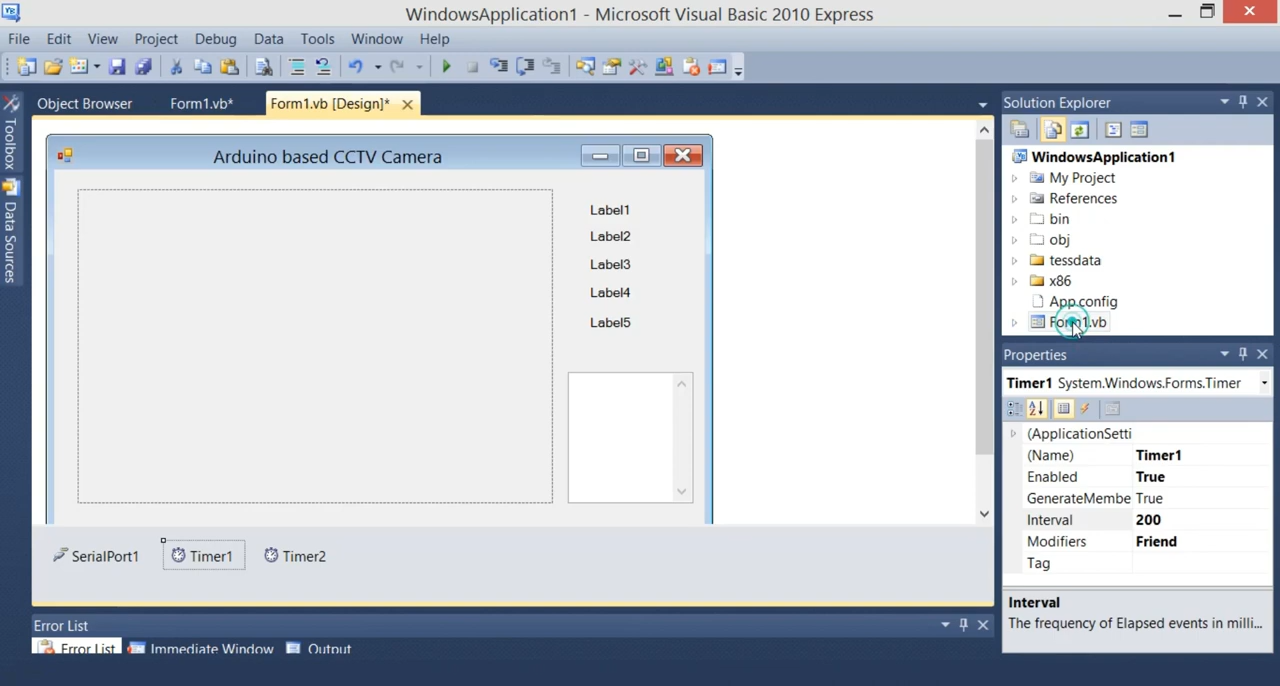 WindowsApplication1 - Microsoft Visual Basic 2010 Express
File Edit View Project Debug Data Tools Window Help
Object Browser Form1.vb* Form1.vb [Design]*
Toolbox
Data Sources
Arduino based CCTV Camera
Label1
Label2
Label3
Label4
Label5
SerialPort1 Timer1 Timer2
Error List
Error List Immediate Window Output
Solution Explorer
WindowsApplication1
My Project
References
bin
obj
tessdata
x86
App.config
Form1.vb
Properties
Timer1 System.Windows.Forms.Timer
(ApplicationSetti
(Name) Timer1
Enabled True
GenerateMembe True
Interval 200
Modifiers Friend
Tag
Interval
The frequency of Elapsed events in milli...